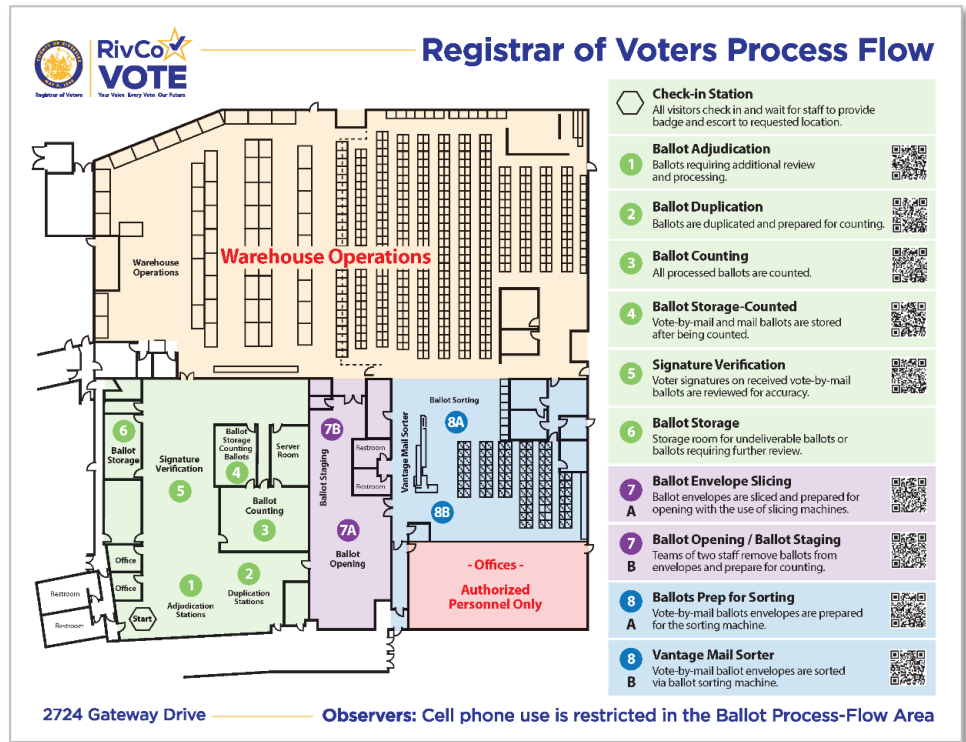 RivCo
VOTE
Registrar of Voters
Your Voice. Every Vote. Our Future
Registrar of Voters Process Flow
Check-in Station
All visitors check in and wait for staff to provide
badge and escort to requested location.
1
Ballot Adjudication
Ballots requiring additional review
and processing.
2
Ballot Duplication
Ballots are duplicated and prepared for counting.
3
Ballot Counting
All processed ballots are counted.
4
Ballot Storage-Counted
Vote-by-mail and mail ballots are stored
after being counted.
5
Signature Verification
Voter signatures on received vote-by-mail
ballots are reviewed for accuracy.
6
Ballot Storage
Storage room for undeliverable ballots or
ballots requiring further review.
7
A
Ballot Envelope Slicing
Ballot envelopes are sliced and prepared for
opening with the use of slicing machines.
7
B
Ballot Opening / Ballot Staging
Teams of two staff remove ballots from
envelopes and prepare for counting.
8
A
Ballots Prep for Sorting
Vote-by-mail ballots envelopes are prepared
for the sorting machine.
8
B
Vantage Mail Sorter
Vote-by-mail ballot envelopes are sorted
via ballot sorting machine.
Warehouse
Operations
Warehouse Operations
6
Ballot
Storage
Signature
Verification
5
Ballot
Storage
Counting
Ballots
4
Server
Room
Ballot
Counting
3
Office
Office
1
Adjudication
Stations
2
Duplication
Stations
Start
Restroom
Restroom
7B
Ballot Staging
Restroom
Restroom
7A
Ballot
Opening
Ballot Sorting
8A
Vantage Mail Sorter
8B
- Offices -
Authorized
Personnel Only
2724 Gateway Drive
Observers: Cell phone use is restricted in the Ballot Process-Flow Area